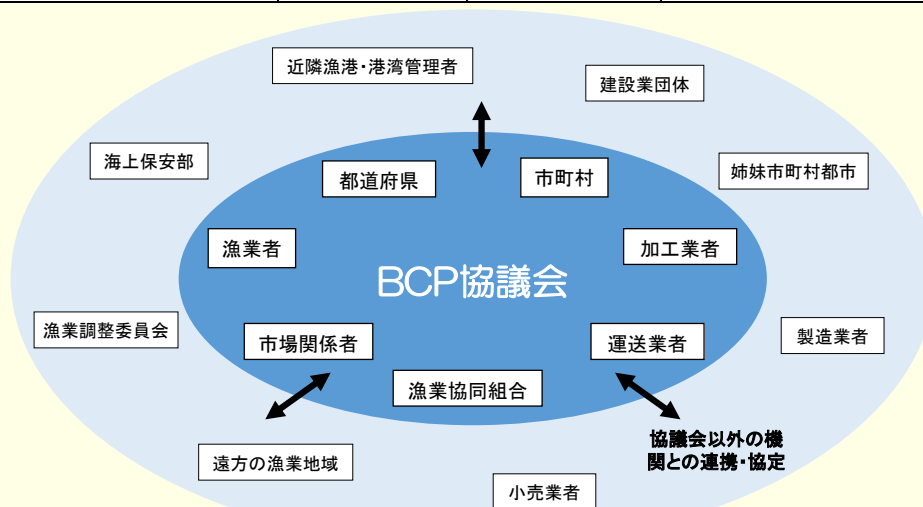 近隣漁港・港湾管理者
建設業団体
海上保安部
都道府県
市町村
姉妹市町村都市
漁業者
加工業者
BCP協議会
漁業調整委員会
市場関係者
運送業者
製造業者
漁業協同組合
協議会以外の機
関との連携・協定
遠方の漁業地域
小売業者